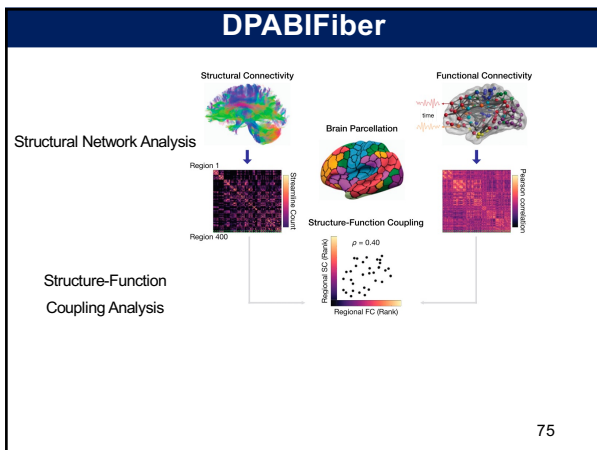 DPABIFiber
Structural Connectivity
Functional Connectivity
time
Brain Parcellation
Structural Network Analysis
Region 1
Streamline Count
Pearson correlation
Region 400
Structure-Function Coupling
ρ = 0.40
Regional SC (Rank)
Regional FC (Rank)
Structure-Function
Coupling Analysis
75